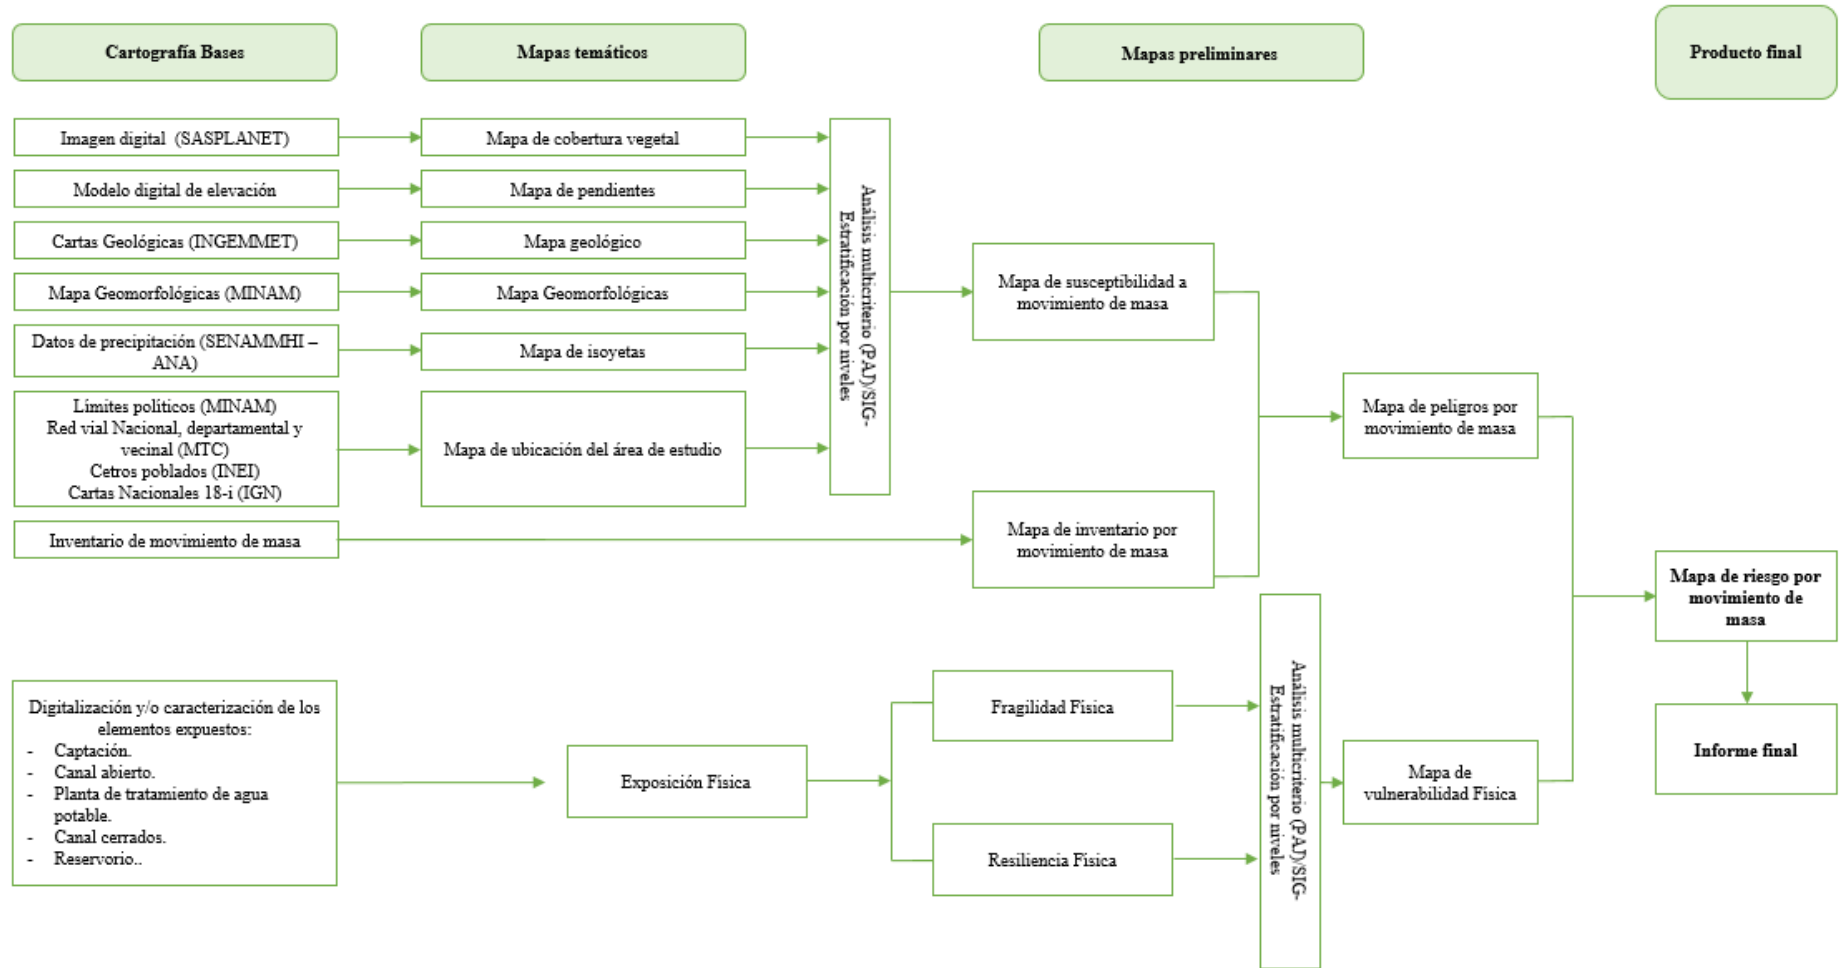 Cartografía Bases
Mapas temáticos
Mapas preliminares
Producto final
Imagen digital (SASPLANET)
Mapa de cobertura vegetal
Modelo digital de elevación
Mapa de pendientes
Cartas Geológicas (INGEMMET)
Mapa geológico
Mapa Geomorfológicas (MINAM)
Mapa Geomorfológicas
Datos de precipitación (SENAMMHI –
ANA)
Mapa de isoyetas
Límites políticos (MINAM)
Red vial Nacional, departamental y
vecinal (MTC)
Cetros poblados (INEI)
Cartas Nacionales 18-i (IGN)
Mapa de ubicación del área de estudio
Análisis multicriterio (PAJ)/SIG-
Estratificación por niveles
Mapa de susceptibilidad a
movimiento de masa
Inventario de movimiento de masa
Mapa de inventario por
movimiento de masa
Mapa de peligros por
movimiento de masa
Mapa de riesgo por
movimiento de
masa
Informe final
Digitalización y/o caracterización de los
elementos expuestos:
- Captación.
- Canal abierto.
- Planta de tratamiento de agua
potable.
- Canal cerrados.
- Reservorio..
Exposición Física
Fragilidad Física
Resiliencia Física
Análisis multicriterio (PAJ)/SIG-
Estratificación por niveles
Mapa de
vulnerabilidad Física